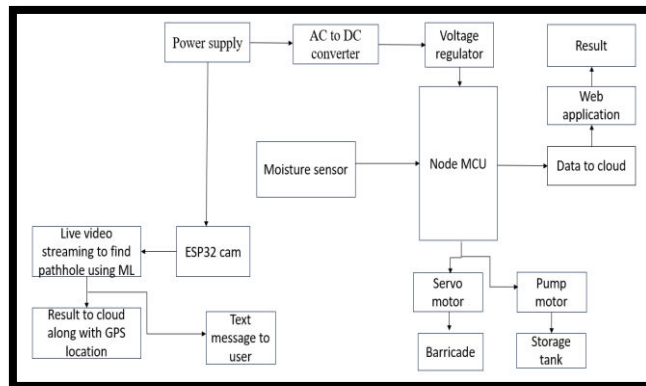 Power supply
AC to DC
converter
Voltage
regulator
Result
Web
application
Moisture sensor
Node MCU
Data to cloud
Live video
streaming to find
pathhole using ML
ESP32 cam
Servo
motor
Pump
motor
Result to cloud
along with GPS
location
Text
message to
user
Barricade
Storage
tank